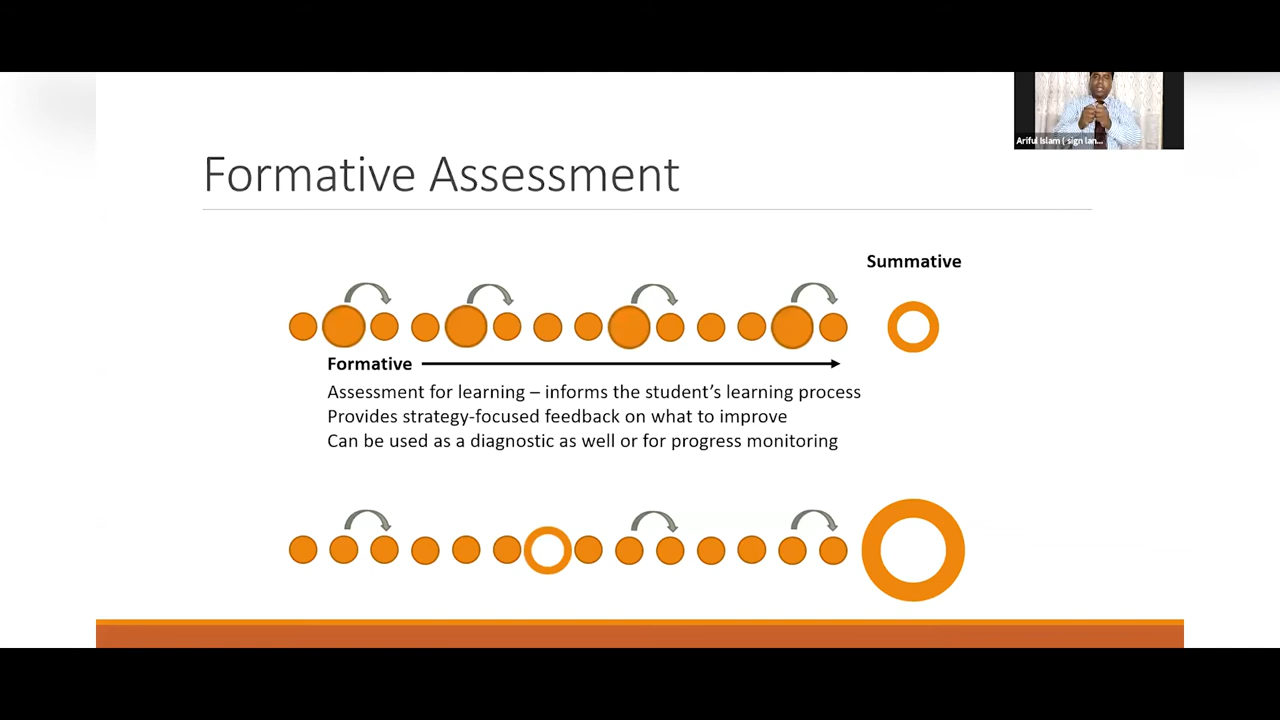 Ariful Islam ( sign lan...
Formative Assessment
Summative
Formative
Assessment for learning – informs the student's learning process
Provides strategy-focused feedback on what to improve
Can be used as a diagnostic as well or for progress monitoring